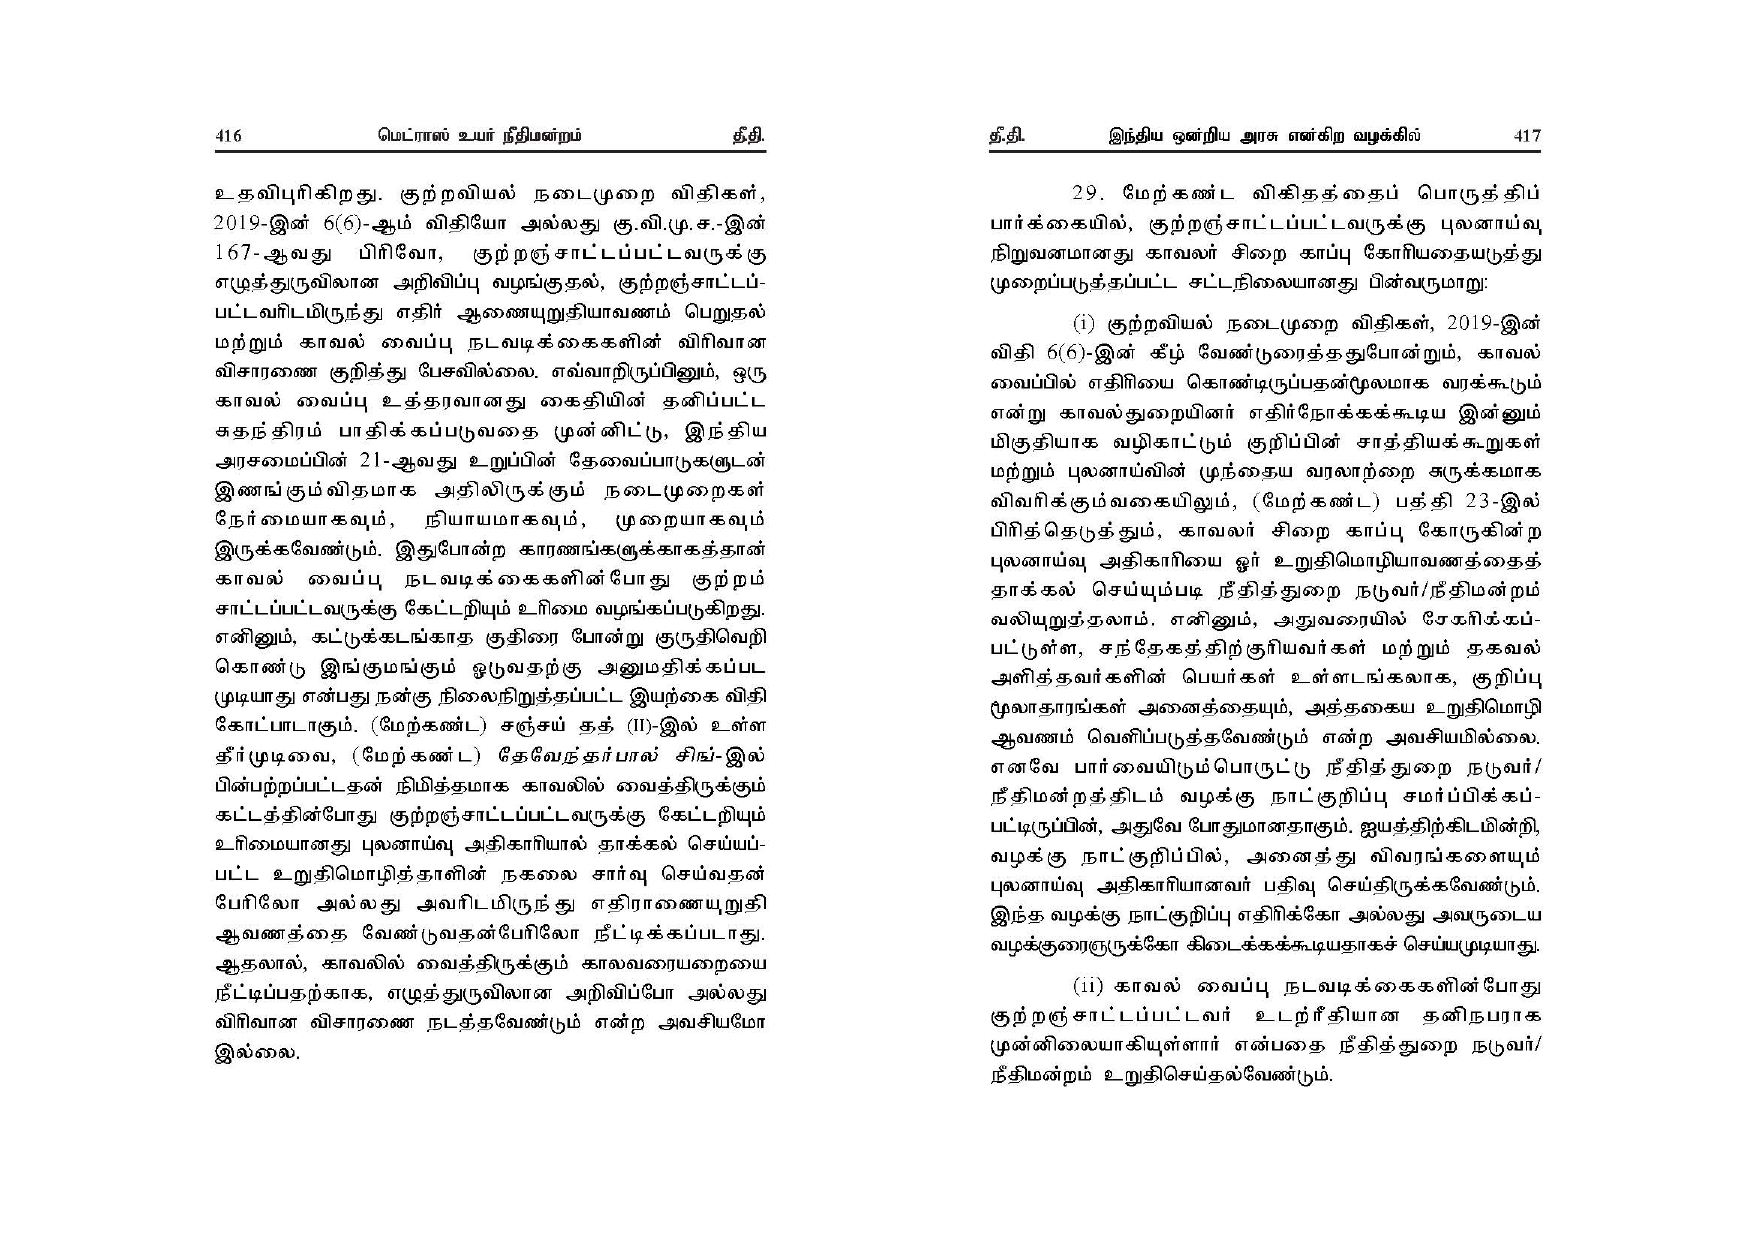 416 மெட்ராஸ் உயர் நீதிமன்றம் தீ.தி.
உதவிபுரிகிறது. குற்றவியல் நடைமுறை விதிகள்,
2019-இன் 6(6)-ஆம் விதியோ அல்லது கு.வி.மு.ச.-இன்
167-ஆவது பிரிவோ, குற்றஞ்சாட்டப்பட்டவருக்கு
எழுத்துருவிலான அறிவிப்பு வழங்குதல், குற்றஞ்சாட்டப்-
பட்டவரிடமிருந்து எதிர் ஆணையுறுதியாவணம் பெறுதல்
மற்றும் காவல் வைப்பு நடவடிக்கைகளின் விரிவான
விசாரணை குறித்து பேசவில்லை. எவ்வாறிருப்பினும், ஒரு
காவல் வைப்பு உத்தரவானது கைதியின் தனிப்பட்ட
சுதந்திரம் பாதிக்கப்படுவதை முன்னிட்டு, இந்திய
அரசமைப்பின் 21-ஆவது உறுப்பின் தேவைப்பாடுகளுடன்
இணங்கும்விதமாக அதிலிருக்கும் நடைமுறைகள்
நேர்மையாகவும், நியாயமாகவும், முறையாகவும்
இருக்கவேண்டும். இதுபோன்ற காரணங்களுக்காகத்தான்
காவல் வைப்பு நடவடிக்கைகளின்போது குற்றம்
சாட்டப்பட்டவருக்கு கேட்டறியும் உரிமை வழங்கப்படுகிறது.
எனினும், கட்டுக்கடங்காத குதிரை போன்று குருதிவெறி
கொண்டு இங்குமங்கும் ஓடுவதற்கு அனுமதிக்கப்பட
முடியாது என்பது நன்கு நிலைநிறுத்தப்பட்ட இயற்கை விதி
கோட்பாடாகும். (மேற்கண்ட) சஞ்சய் தத் (II)-இல் உள்ள
தீர்முடிவை, (மேற்கண்ட) தேவேந்தர்பால் சிங்-இல்
பின்பற்றப்பட்டதன் நிமித்தமாக காவலில் வைத்திருக்கும்
கட்டத்தின்போது குற்றஞ்சாட்டப்பட்டவருக்கு கேட்டறியும்
உரிமையானது புலனாய்வு அதிகாரியால் தாக்கல் செய்யப்-
பட்ட உறுதிமொழித்தாளின் நகலை சார்வு செய்வதன்
பேரிலோ அல்லது அவரிடமிருந்து எதிராணையுறுதி
ஆவணத்தை வேண்டுவதன்பேரிலோ நீட்டிக்கப்படாது.
ஆதலால், காவலில் வைத்திருக்கும் காலவரையறையை
நீட்டிப்பதற்காக, எழுத்துருவிலான அறிவிப்போ அல்லது
விரிவான விசாரணை நடத்தவேண்டும் என்ற அவசியமோ
இல்லை.
தீ.தி. இந்திய ஒன்றிய அரசு என்கிற வழக்கில் 417
29. மேற்கண்ட விகிதத்தைப் பொருத்திப்
பார்க்கையில், குற்றஞ்சாட்டப்பட்டவருக்கு புலனாய்வு
நிறுவனமானது காவலர் சிறை காப்பு கோரியதையடுத்து
முறைப்படுத்தப்பட்ட சட்டநிலையானது பின்வருமாறு:
(i) குற்றவியல் நடைமுறை விதிகள், 2019-இன்
விதி 6(6)-இன் கீழ் வேண்டுரைத்ததுபோன்றும், காவல்
வைப்பில் எதிரியை கொண்டிருப்பதன்மூலமாக வரக்கூடும்
என்று காவல்துறையினர் எதிர்நோக்கக்கூடிய இன்னும்
மிகுதியாக வழிகாட்டும் குறிப்பின் சாத்தியக்கூறுகள்
மற்றும் புலனாய்வின் முந்தைய வரலாற்றை சுருக்கமாக
விவரிக்கும்வகையிலும், (மேற்கண்ட) பத்தி 23-இல்
பிரித்தெடுத்தும், காவலர் சிறை காப்பு கோருகின்ற
புலனாய்வு அதிகாரியை ஓர் உறுதிமொழியாவணத்தைத்
தாக்கல் செய்யும்படி நீதித்துறை நடுவர்/நீதிமன்றம்
வலியுறுத்தலாம். எனினும், அதுவரையில் சேகரிக்கப்-
பட்டுள்ள, சந்தேகத்திற்குரியவர்கள் மற்றும் தகவல்
அளித்தவர்களின் பெயர்கள் உள்ளடங்கலாக, குறிப்பு
மூலாதாரங்கள் அனைத்தையும், அத்தகைய உறுதிமொழி
ஆவணம் வெளிப்படுத்தவேண்டும் என்ற அவசியமில்லை.
எனவே பார்வையிடும்பொருட்டு நீதித்துறை நடுவர்/
நீதிமன்றத்திடம் வழக்கு நாட்குறிப்பு சமர்ப்பிக்கப்-
பட்டிருப்பின், அதுவே போதுமானதாகும். ஐயத்திற்கிடமின்றி,
வழக்கு நாட்குறிப்பில், அனைத்து விவரங்களையும்
புலனாய்வு அதிகாரியானவர் பதிவு செய்திருக்கவேண்டும்.
இந்த வழக்கு நாட்குறிப்பு எதிரிக்கோ அல்லது அவருடைய
வழக்குரைஞருக்கோ கிடைக்கக்கூடியதாகச் செய்யமுடியாது.
(ii) காவல் வைப்பு நடவடிக்கைகளின்போது
குற்றஞ்சாட்டப்பட்டவர் உடற்ரீதியான தனிநபராக
முன்னிலையாகியுள்ளார் என்பதை நீதித்துறை நடுவர்/
நீதிமன்றம் உறுதிசெய்தல்வேண்டும்.